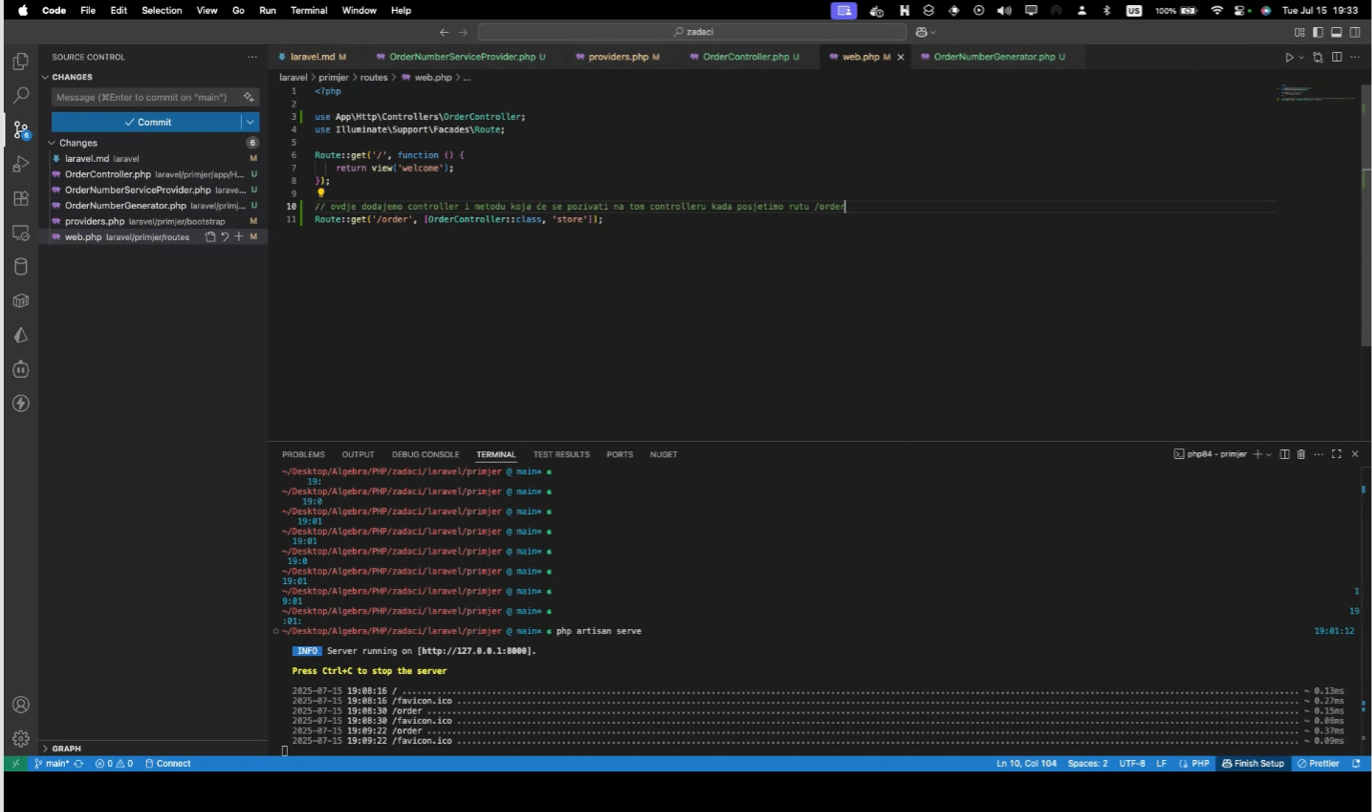 Code File Edit Selection View Go Run Terminal Window Help US 100% Tue Jul 15 19:33
zadaci
SOURCE CONTROL
laravel.md M OrderNumberServiceProvider.php U providers.php M OrderController.php U web.php M OrderNumberGenerator.php U
CHANGES
laravel > primjer > routes > web.php > ...
Message (⌘Enter to commit on "main")
Commit
Changes 6
laravel.md laravel M
OrderController.php laravel/primjer/app/H... U
OrderNumberServiceProvider.php larave... U
OrderNumberGenerator.php laravel/primj... U
providers.php laravel/primjer/bootstrap M
web.php laravel/primjer/routes M
1 <?php
2
3 use App\Http\Controllers\OrderController;
4 use Illuminate\Support\Facades\Route;
5
6 Route::get('/', function () {
7 return view('welcome');
8 });
9
10 // ovdje dodajemo controller i metodu koja će se pozivati na tom controlleru kada posjetimo rutu /order
11 Route::get('/order', [OrderController::class, 'store']);
6
PROBLEMS OUTPUT DEBUG CONSOLE TERMINAL TEST RESULTS PORTS NUGET php84 - primjer
~/Desktop/Algebra/PHP/zadaci/laravel/primjer @ main*
19:
~/Desktop/Algebra/PHP/zadaci/laravel/primjer @ main*
19:0
~/Desktop/Algebra/PHP/zadaci/laravel/primjer @ main*
19:01
~/Desktop/Algebra/PHP/zadaci/laravel/primjer @ main*
19:01
~/Desktop/Algebra/PHP/zadaci/laravel/primjer @ main*
19:0
~/Desktop/Algebra/PHP/zadaci/laravel/primjer @ main*
19:01
~/Desktop/Algebra/PHP/zadaci/laravel/primjer @ main* 1
9:01
~/Desktop/Algebra/PHP/zadaci/laravel/primjer @ main* 19
:01:
~/Desktop/Algebra/PHP/zadaci/laravel/primjer @ main* php artisan serve 19:01:12
INFO Server running on [http://127.0.0.1:8000].
Press Ctrl+C to stop the server
2025-07-15 19:08:16 / ~ 0.13ms
2025-07-15 19:08:16 /favicon.ico ~ 0.27ms
2025-07-15 19:08:30 /order ~ 0.15ms
2025-07-15 19:08:30 /favicon.ico ~ 0.08ms
2025-07-15 19:09:22 /order ~ 0.37ms
2025-07-15 19:09:22 /favicon.ico ~ 0.09ms
GRAPH
main* 0 0 Connect Ln 10, Col 104 Spaces: 2 UTF-8 LF PHP Finish Setup Prettier